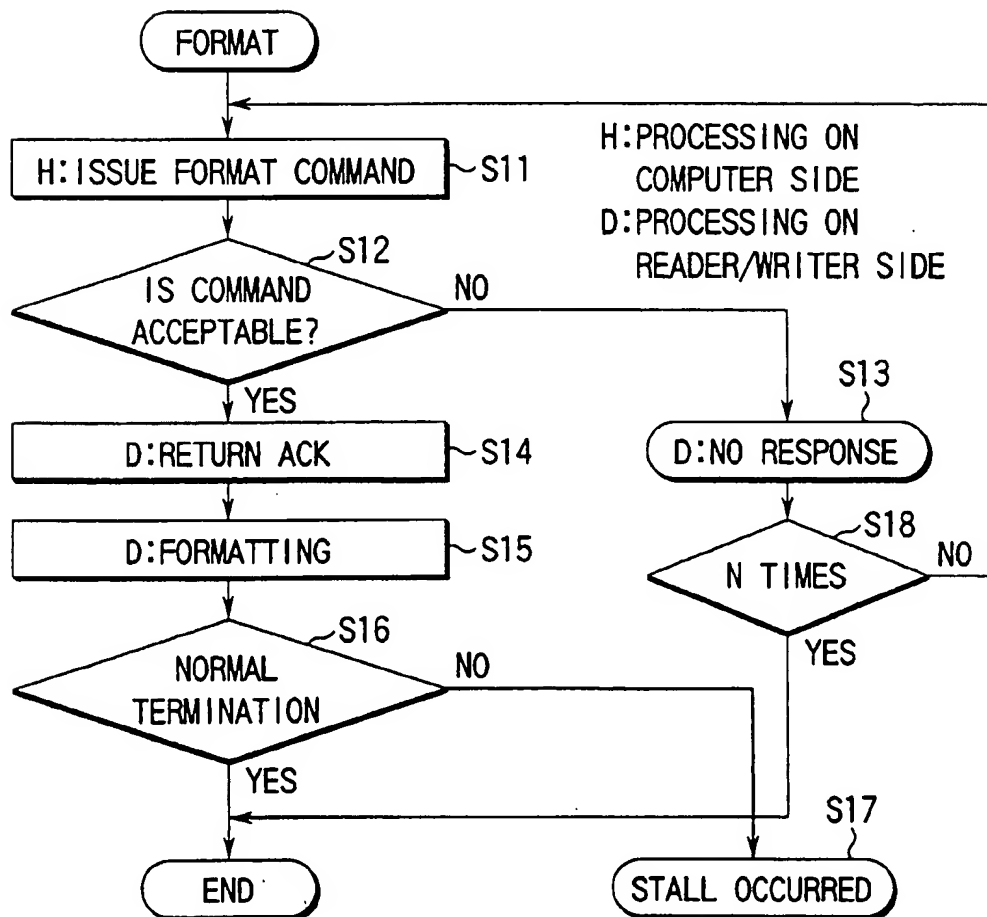 FORMAT
H:ISSUE FORMAT COMMAND
S11
H:PROCESSING ON
COMPUTER SIDE
D:PROCESSING ON
READER/WRITER SIDE
S12
IS COMMAND
ACCEPTABLE?
NO
YES
S13
D:NO RESPONSE
D:RETURN ACK
S14
D:FORMATTING
S15
S18
N TIMES
NO
YES
S16
NORMAL
TERMINATION
NO
YES
S17
END
STALL OCCURRED